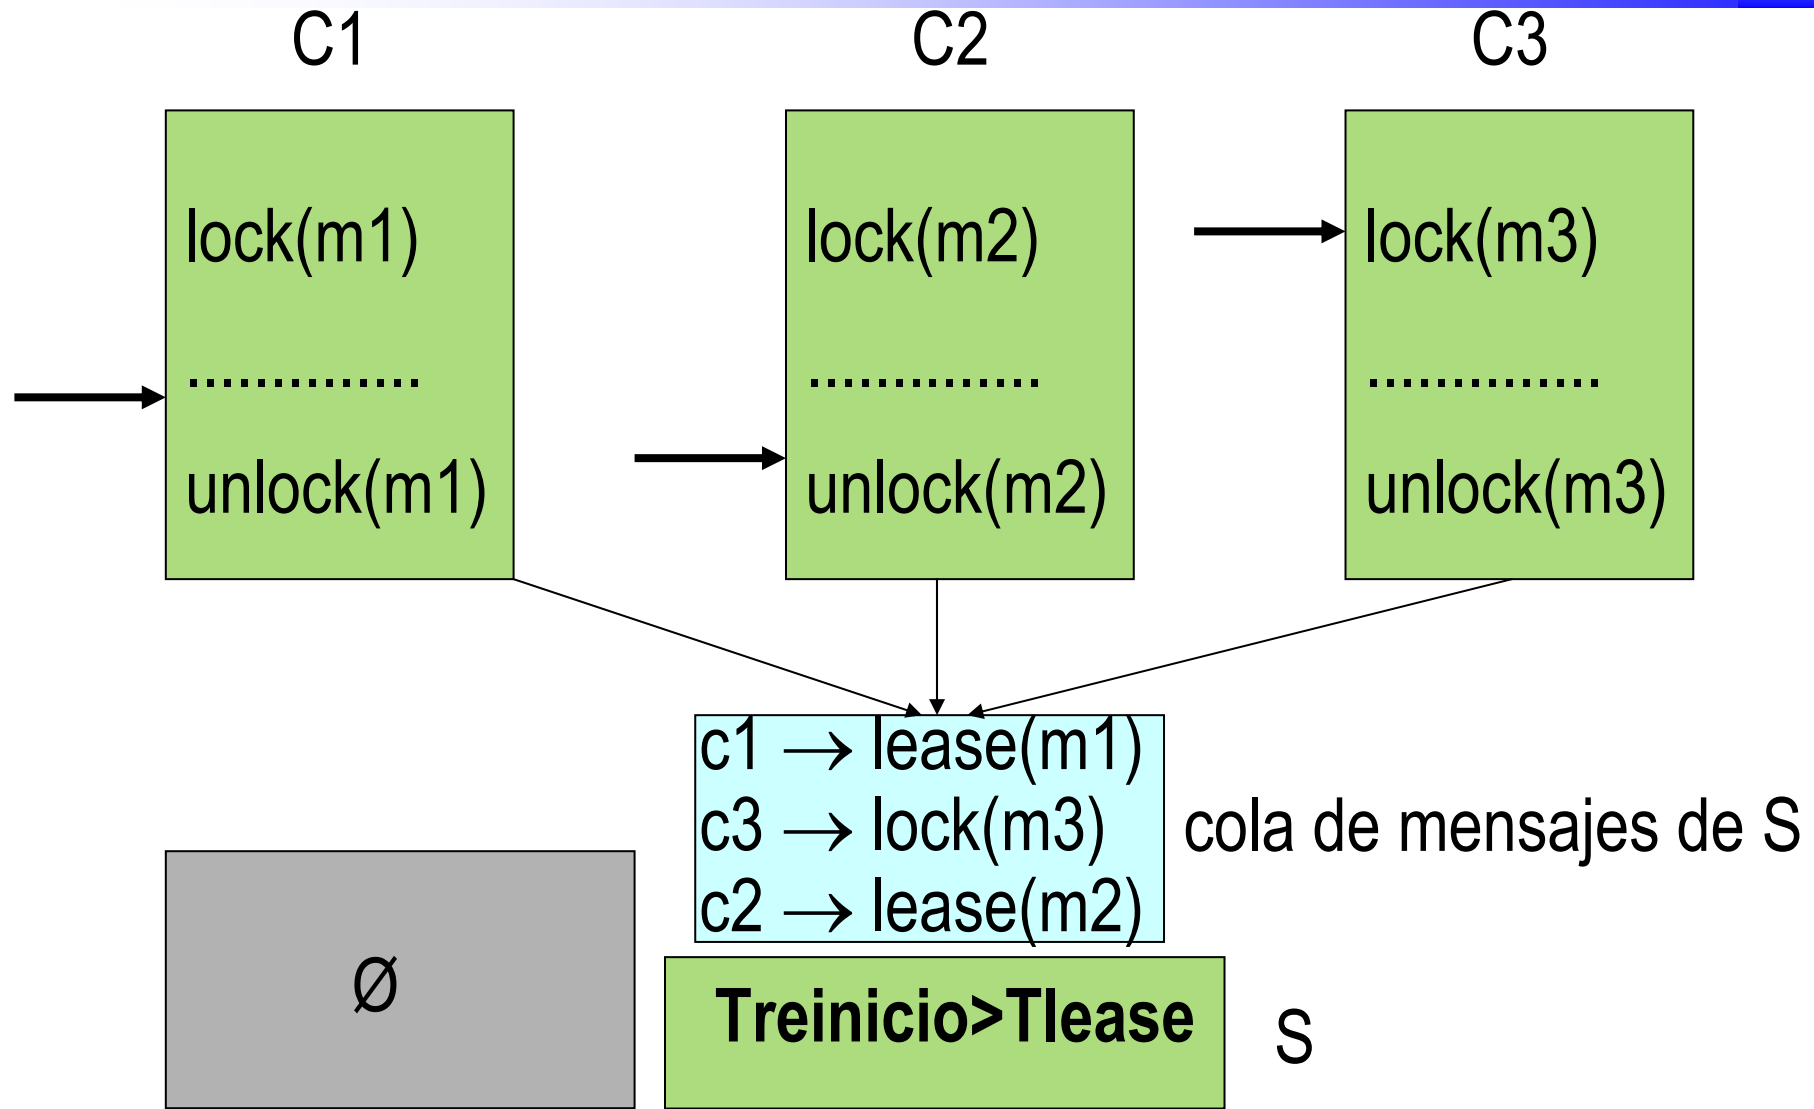 C1
C2
C3
lock(m1)
..............
unlock(m1)
lock(m2)
..............
unlock(m2)
lock(m3)
..............
unlock(m3)
c1 → lease(m1)
c3 → lock(m3)
c2 → lease(m2)
cola de mensajes de S
Ø
Treinicio>Tlease
S